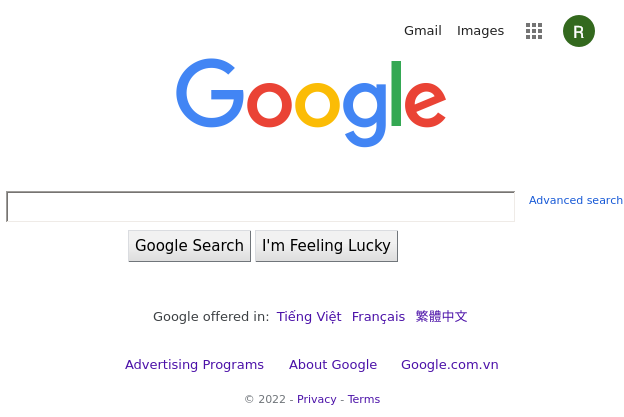 Gmail Images R
Google
Advanced search
Google Search I'm Feeling Lucky
Google offered in: Tiếng Việt Français 繁體中文
Advertising Programs About Google Google.com.vn
© 2022 - Privacy - Terms